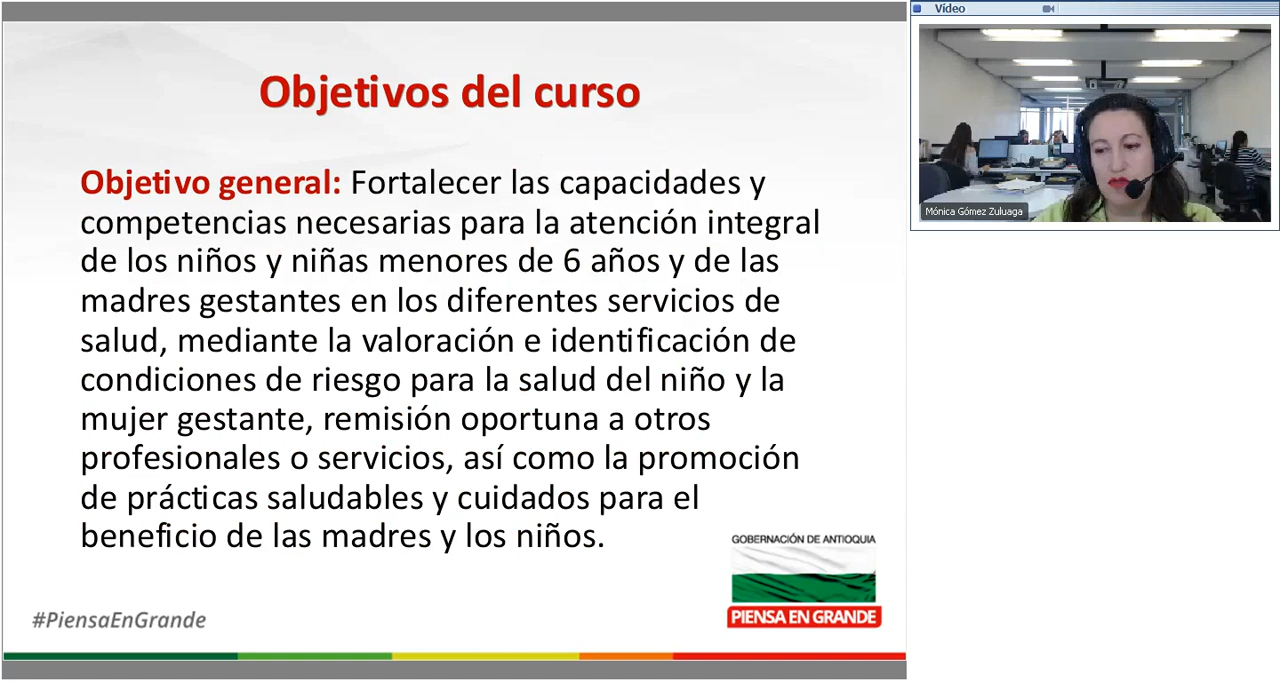 Objetivos del curso
Objetivo general: Fortalecer las capacidades y
competencias necesarias para la atención integral
de los niños y niñas menores de 6 años y de las
madres gestantes en los diferentes servicios de
salud, mediante la valoración e identificación de
condiciones de riesgo para la salud del niño y la
mujer gestante, remisión oportuna a otros
profesionales o servicios, así como la promoción
de prácticas saludables y cuidados para el
beneficio de las madres y los niños.
GOBERNACIÓN DE ANTIOQUIA
PIENSA EN GRANDE
#PiensaEnGrande
Vídeo
Mónica Gómez Zuluaga